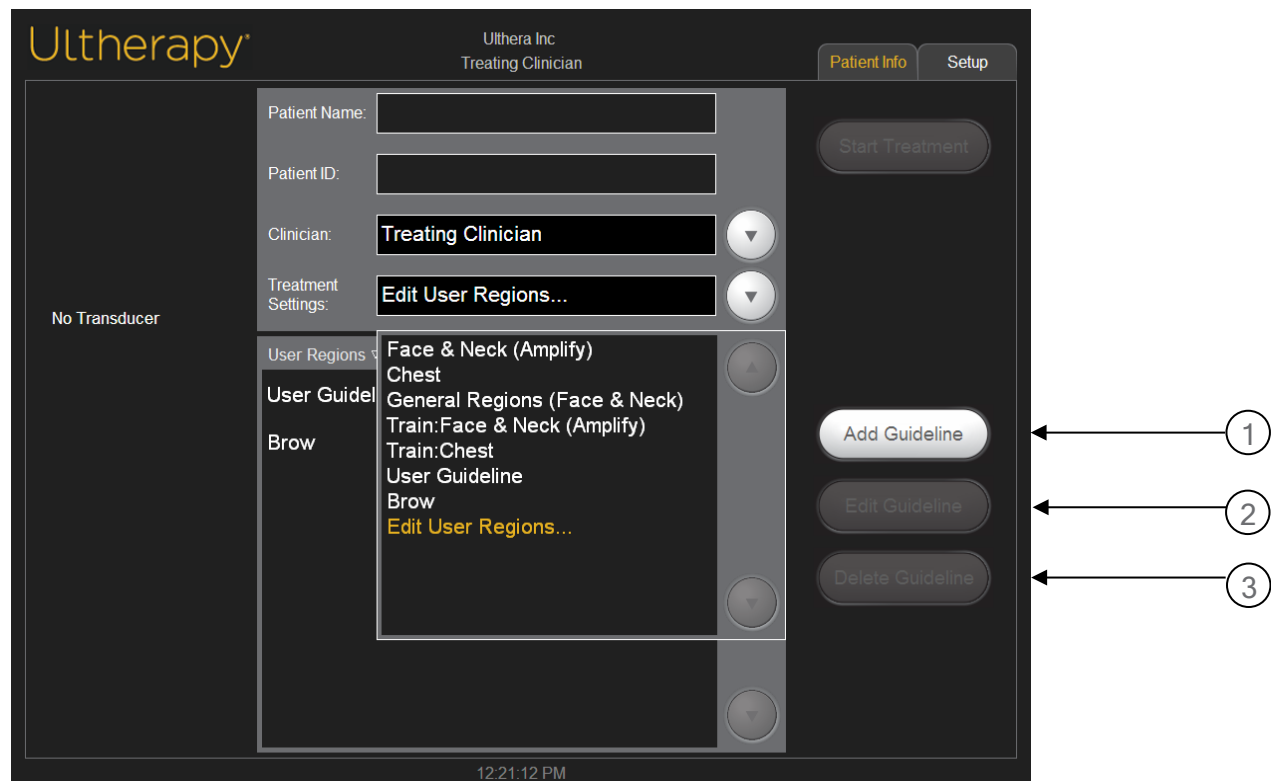 Ultherapy®
Ulthera Inc
Treating Clinician
Patient Info
Setup
Patient Name:
Patient ID:
Clinician:
Treating Clinician
Treatment
Settings:
Edit User Regions...
No Transducer
Start Treatment
User Regions
User Guidel
Brow
Face & Neck (Amplify)
Chest
General Regions (Face & Neck)
Train:Face & Neck (Amplify)
Train:Chest
User Guideline
Brow
Edit User Regions...
Add Guideline
1
Edit Guideline
2
Delete Guideline
3
12:21:12 PM